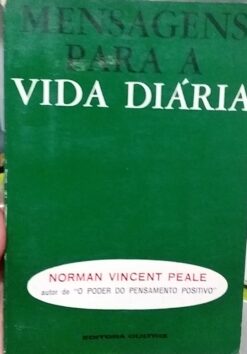 MENSAGENS
PARA A
VIDA DIÁRIA
NORMAN VINCENT PEALE
autor de "O PODER DO PENSAMENTO POSITIVO"
EDITORA CULTRIX